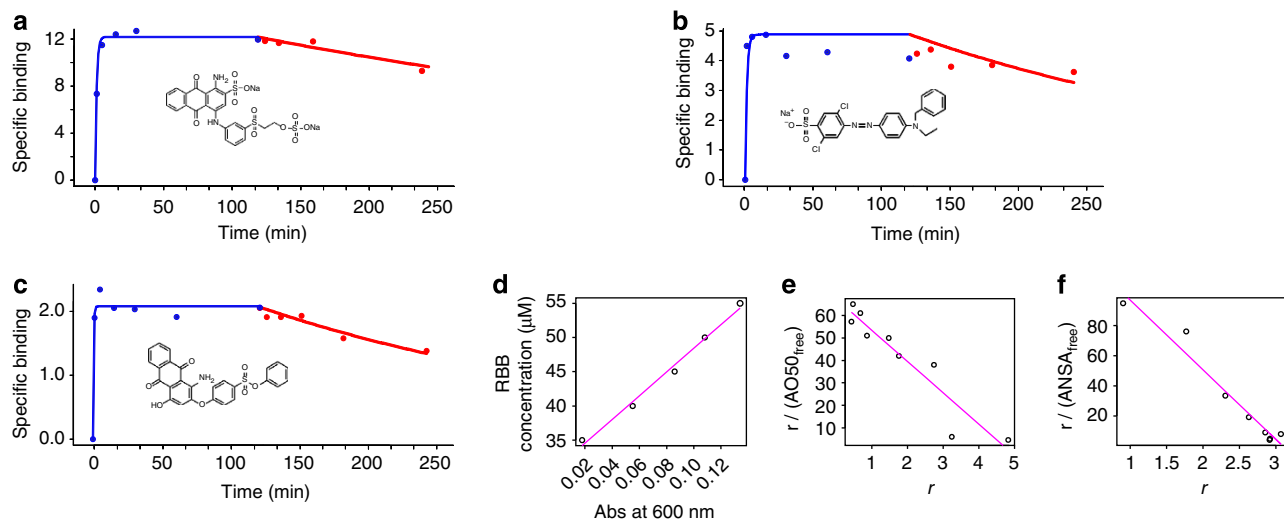 a
Specific binding
12
8
4
0
0
50
100
150
200
250
Time (min)
O
NH2
O
S
ONa
O
O
HN
O
S
O
O
O
S
ONa
O
b
Specific binding
5
4
3
2
1
0
0
50
100
150
200
250
Time (min)
Na+
−O
O
S
O
Cl
N
N
N
Cl
c
Specific binding
2.0
1.0
0.0
0
50
100
150
200
250
Time (min)
O
NH2
O
HO
O
O
S
O
O
d
RBB
concentration (µM)
55
50
45
40
35
0.02
0.04
0.06
0.08
0.10
0.12
Abs at 600 nm
e
r / (AO50free)
60
50
40
30
20
10
1
2
3
4
5
r
f
r / (ANSAfree)
80
60
40
20
1
1.5
2
2.5
3
r